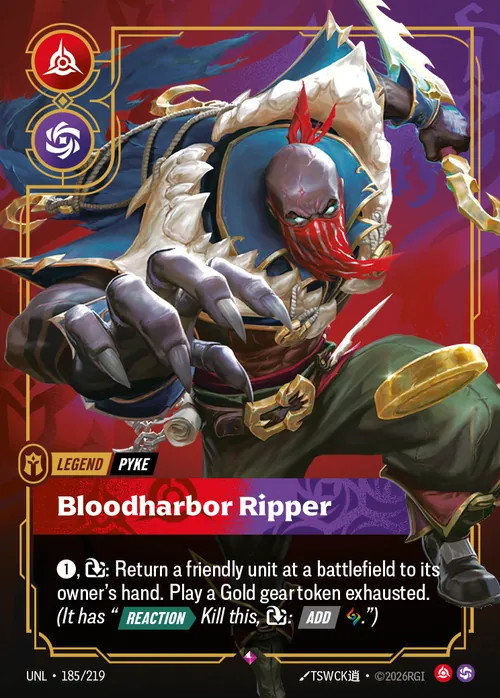 LEGEND PYKE
Bloodharbor Ripper
1, : Return a friendly unit at a battlefield to its
owner's hand. Play a Gold gear token exhausted.
(It has “ REACTION Kill this, : ADD .”)
UNL • 185/219 TSWCK逍 • ©2026RGI